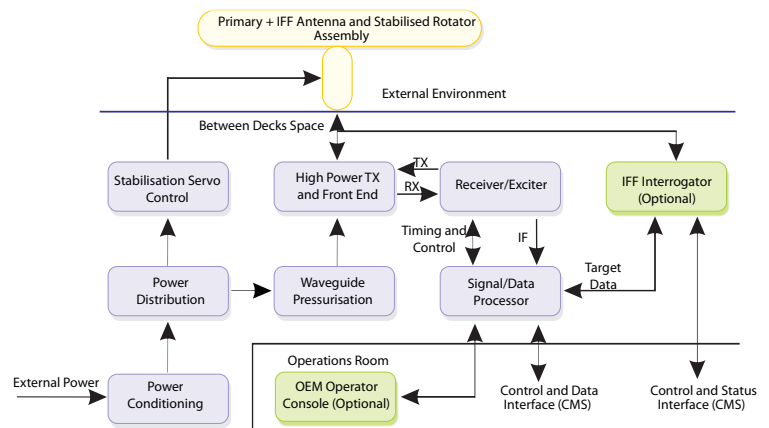 Primary + IFF Antenna and Stabilised Rotator
Assembly
External Environment
Between Decks Space
Stabilisation Servo
Control
High Power TX
and Front End
TX
RX
Receiver/Exciter
IFF Interrogator
(Optional)
Timing and
Control
IF
Power
Distribution
Waveguide
Pressurisation
Signal/Data
Processor
Target
Data
External Power
Power
Conditioning
Operations Room
OEM Operator
Console (Optional)
Control and Data
Interface (CMS)
Control and Status
Interface (CMS)